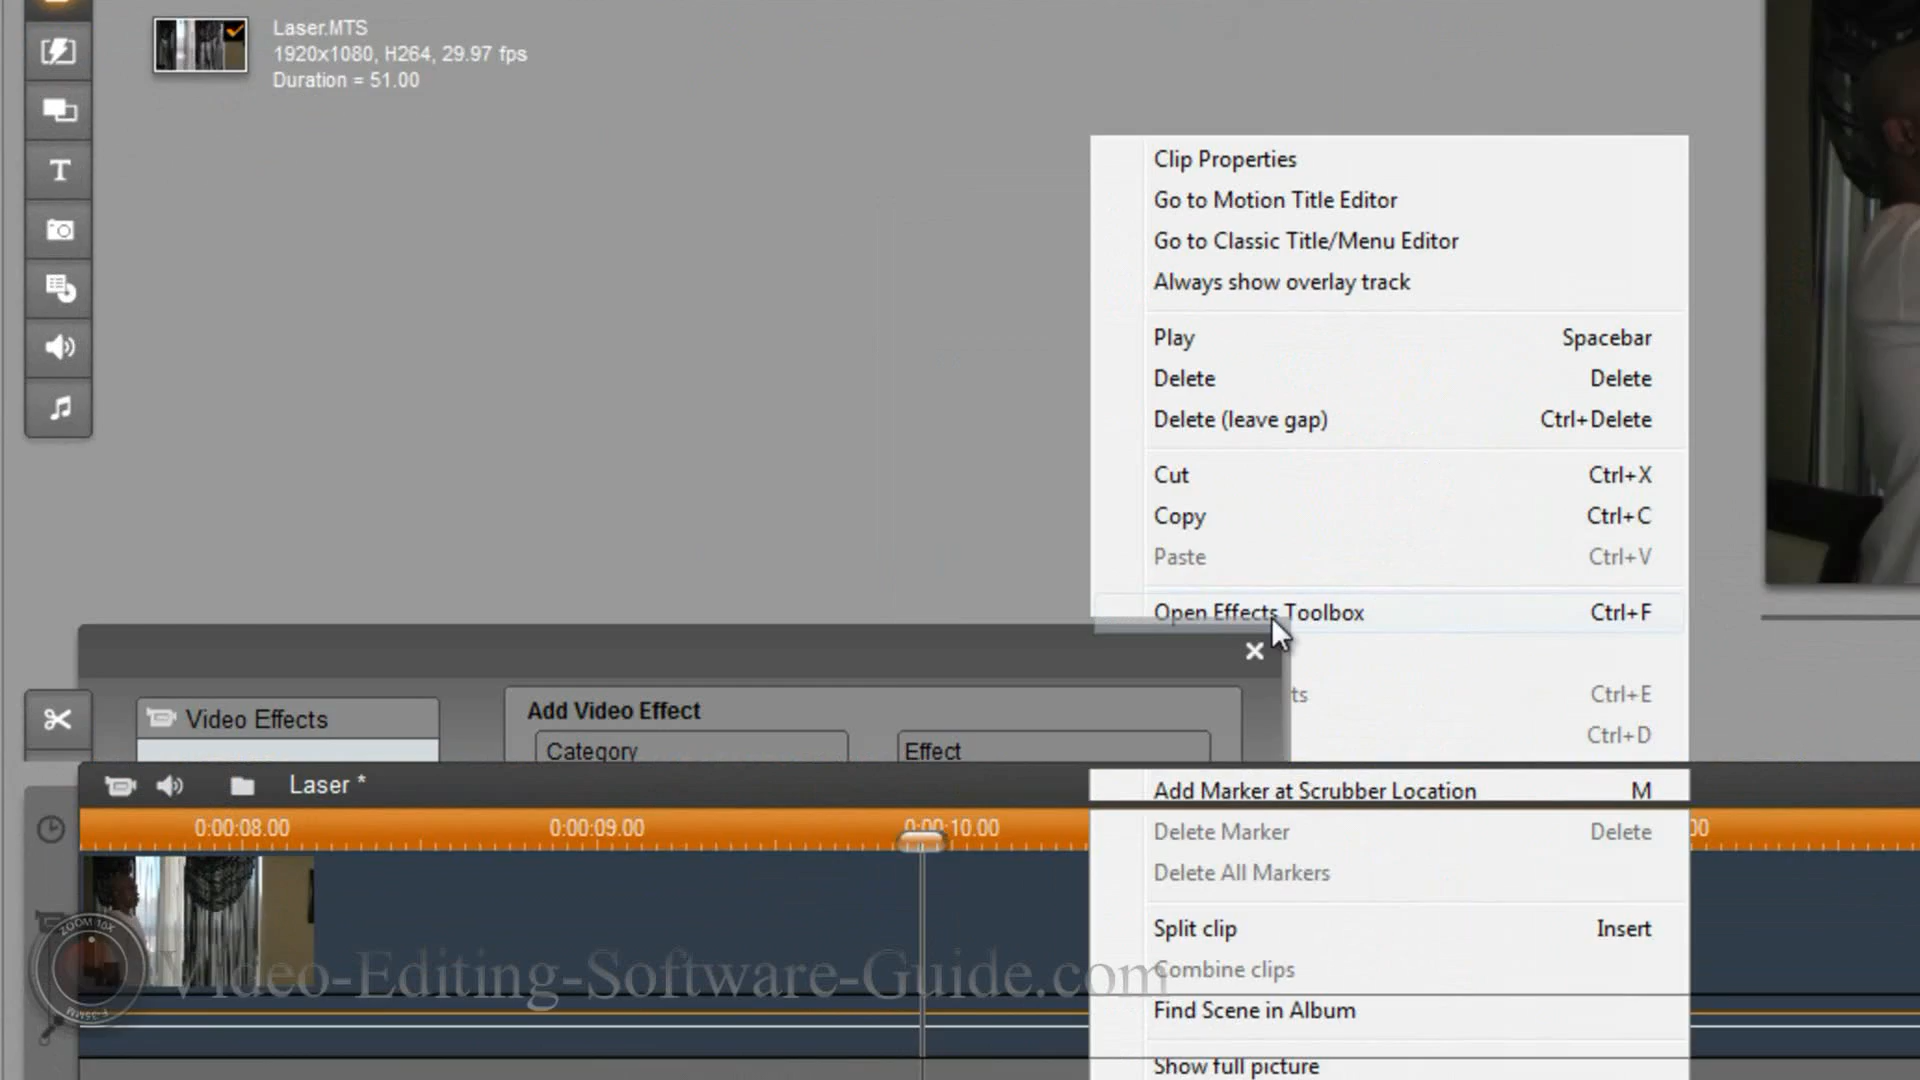 Laser.MTS
1920x1080, H264, 29.97 fps
Duration = 51.00
T
Clip Properties
Go to Motion Title Editor
Go to Classic Title/Menu Editor
Always show overlay track
Play Spacebar
Delete Delete
Delete (leave gap) Ctrl+Delete
Cut Ctrl+X
Copy Ctrl+C
Paste Ctrl+V
Open Effects Toolbox Ctrl+F
ts Ctrl+E
Ctrl+D
Video Effects
Add Video Effect
Category Effect
Laser *
Add Marker at Scrubber Location M
0:00:08.00 0:00:09.00 0:00:10.00 00
Delete Marker Delete
Delete All Markers
Split clip Insert
Combine clips
Find Scene in Album
Show full picture
ZOOM 10X
F-35MM
Video-Editing-Software-Guide.com